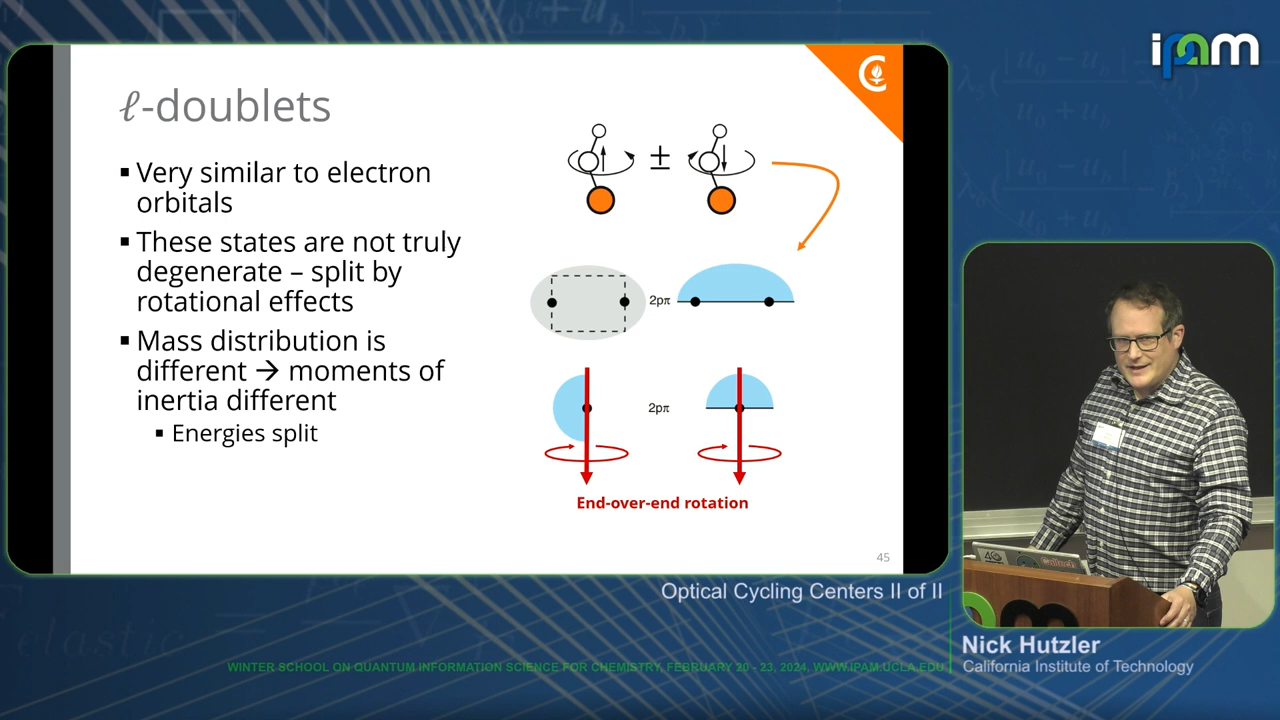 ipam
ℓ-doublets
▪ Very similar to electron
orbitals
▪ These states are not truly
degenerate – split by
rotational effects
▪ Mass distribution is
different → moments of
inertia different
▪ Energies split
±
2pπ
2pπ
End-over-end rotation
45
Optical Cycling Centers II of II
Nick Hutzler
California Institute of Technology
WINTER SCHOOL ON QUANTUM INFORMATION SCIENCE FOR CHEMISTRY, FEBRUARY 20 - 23, 2024, WWW.IPAM.UCLA.EDU
elastic